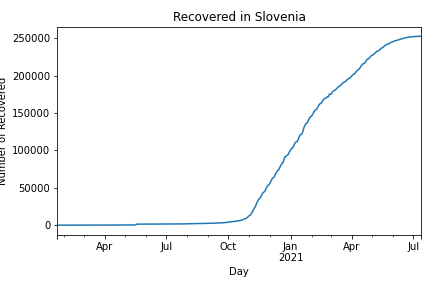 Recovered in Slovenia
250000
200000
150000
100000
50000
0
Number of Recovered
Apr Jul Oct Jan Apr Jul
2021
Day